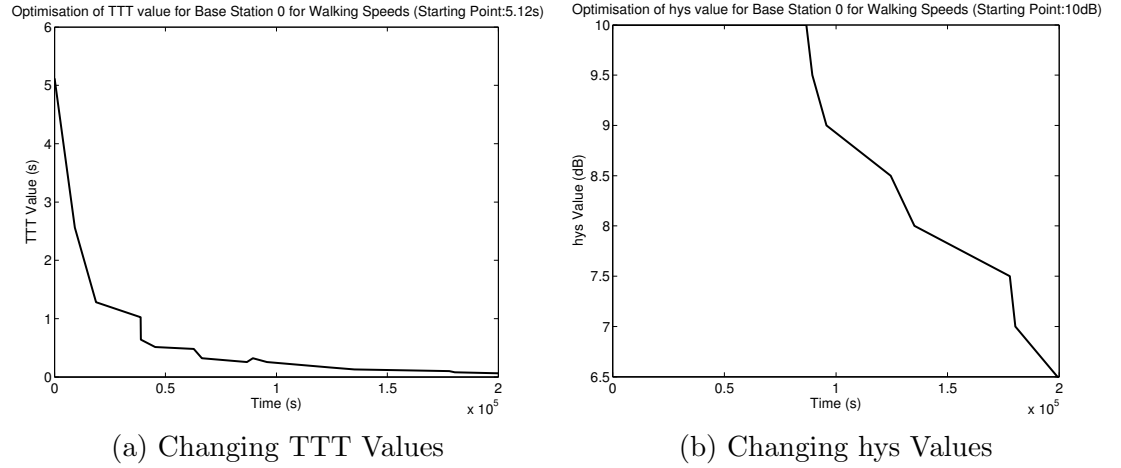 Optimisation of TTT value for Base Station 0 for Walking Speeds (Starting Point:5.12s)
6
5
4
3
2
1
0
TTT Value (s)
0 0.5 1 1.5 2
x 10^5
Time (s)
(a) Changing TTT Values
Optimisation of hys value for Base Station 0 for Walking Speeds (Starting Point:10dB)
10
9.5
9
8.5
8
7.5
7
6.5
hys Value (dB)
0 0.5 1 1.5 2
x 10^5
Time (s)
(b) Changing hys Values